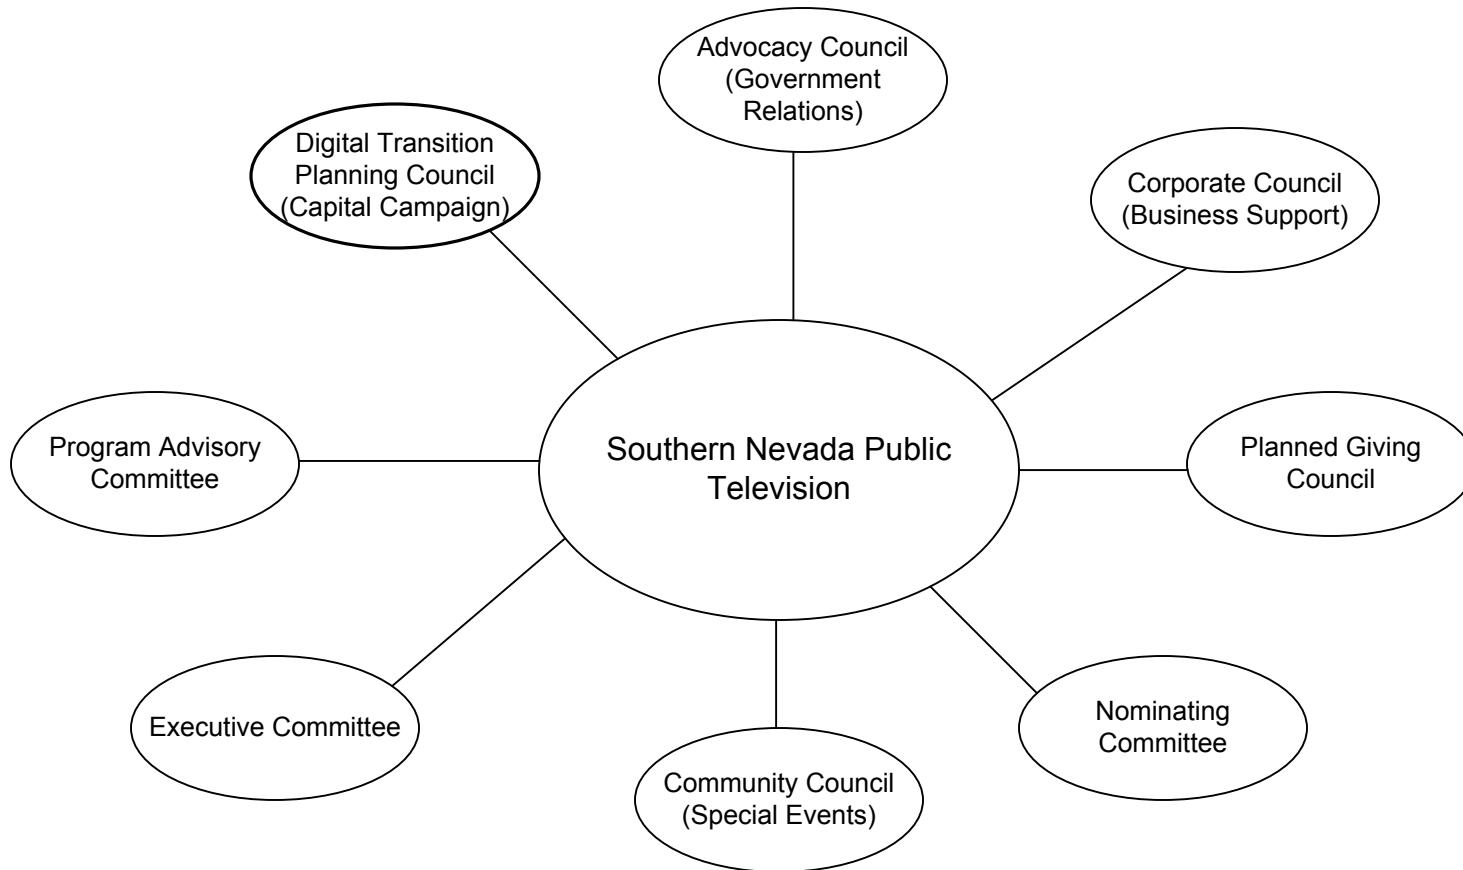 Advocacy Council
(Government
Relations)
Digital Transition
Planning Council
(Capital Campaign)
Corporate Council
(Business Support)
Program Advisory
Committee
Southern Nevada Public
Television
Planned Giving
Council
Executive Committee
Nominating
Committee
Community Council
(Special Events)